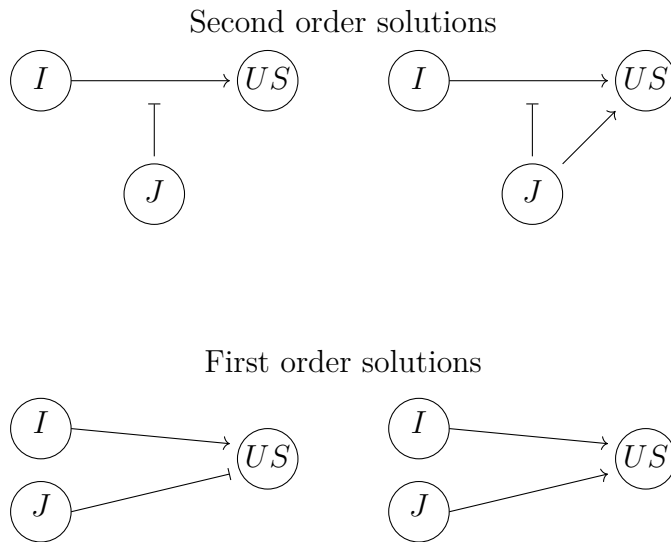 Second order solutions
I US I US
J J
First order solutions
I I
US US
J J